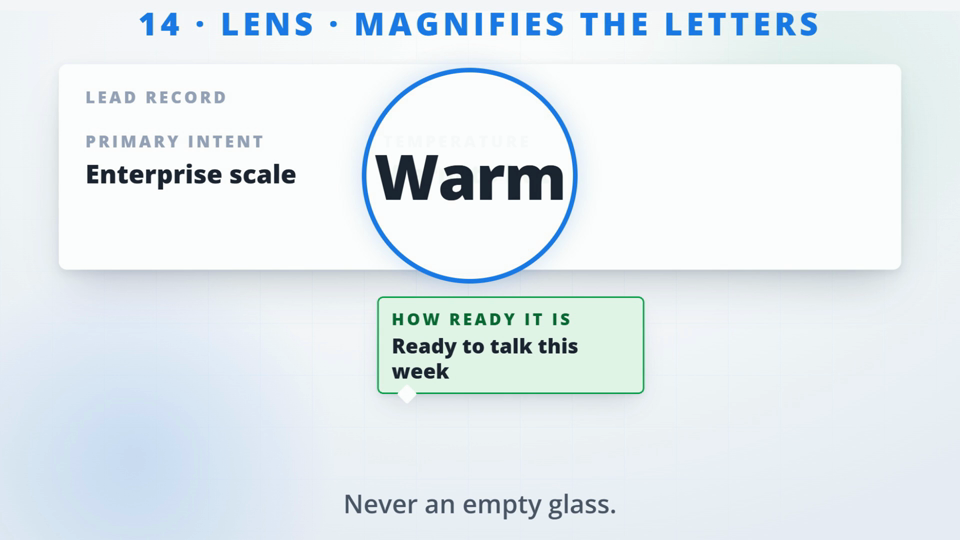 14 · LENS · MAGNIFIES THE LETTERS
LEAD RECORD
PRIMARY INTENT
TEMPERATURE
Enterprise scale
Warm
HOW READY IT IS
Ready to talk this
week
Never an empty glass.